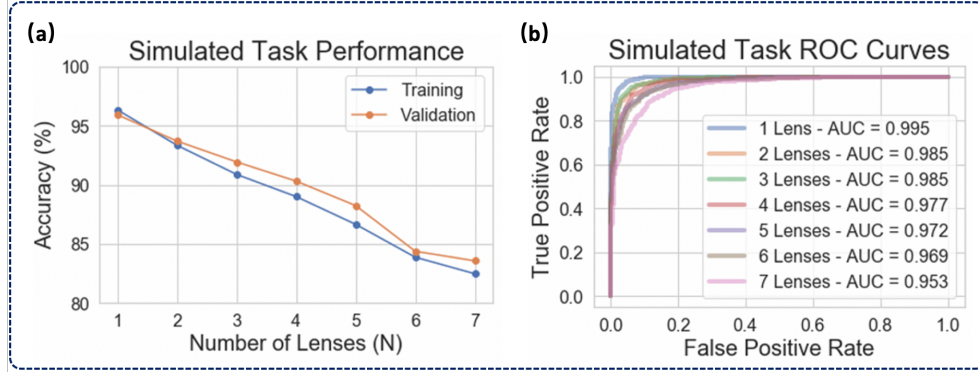 (a)
Simulated Task Performance
Accuracy (%)
100
95
90
85
80
Training
Validation
1 2 3 4 5 6 7
Number of Lenses (N)
(b)
Simulated Task ROC Curves
True Positive Rate
1.0
0.8
0.6
0.4
0.2
0.0
1 Lens - AUC = 0.995
2 Lenses - AUC = 0.985
3 Lenses - AUC = 0.985
4 Lenses - AUC = 0.977
5 Lenses - AUC = 0.972
6 Lenses - AUC = 0.969
7 Lenses - AUC = 0.953
0.0 0.2 0.4 0.6 0.8 1.0
False Positive Rate